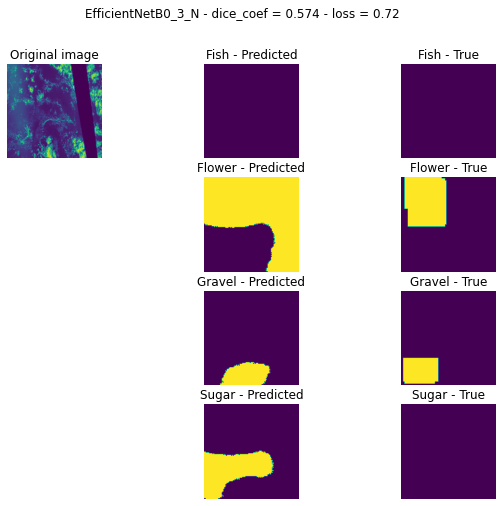 EfficientNetB0_3_N - dice_coef = 0.574 - loss = 0.72
Original image
Fish - Predicted
Fish - True
Flower - Predicted
Flower - True
Gravel - Predicted
Gravel - True
Sugar - Predicted
Sugar - True